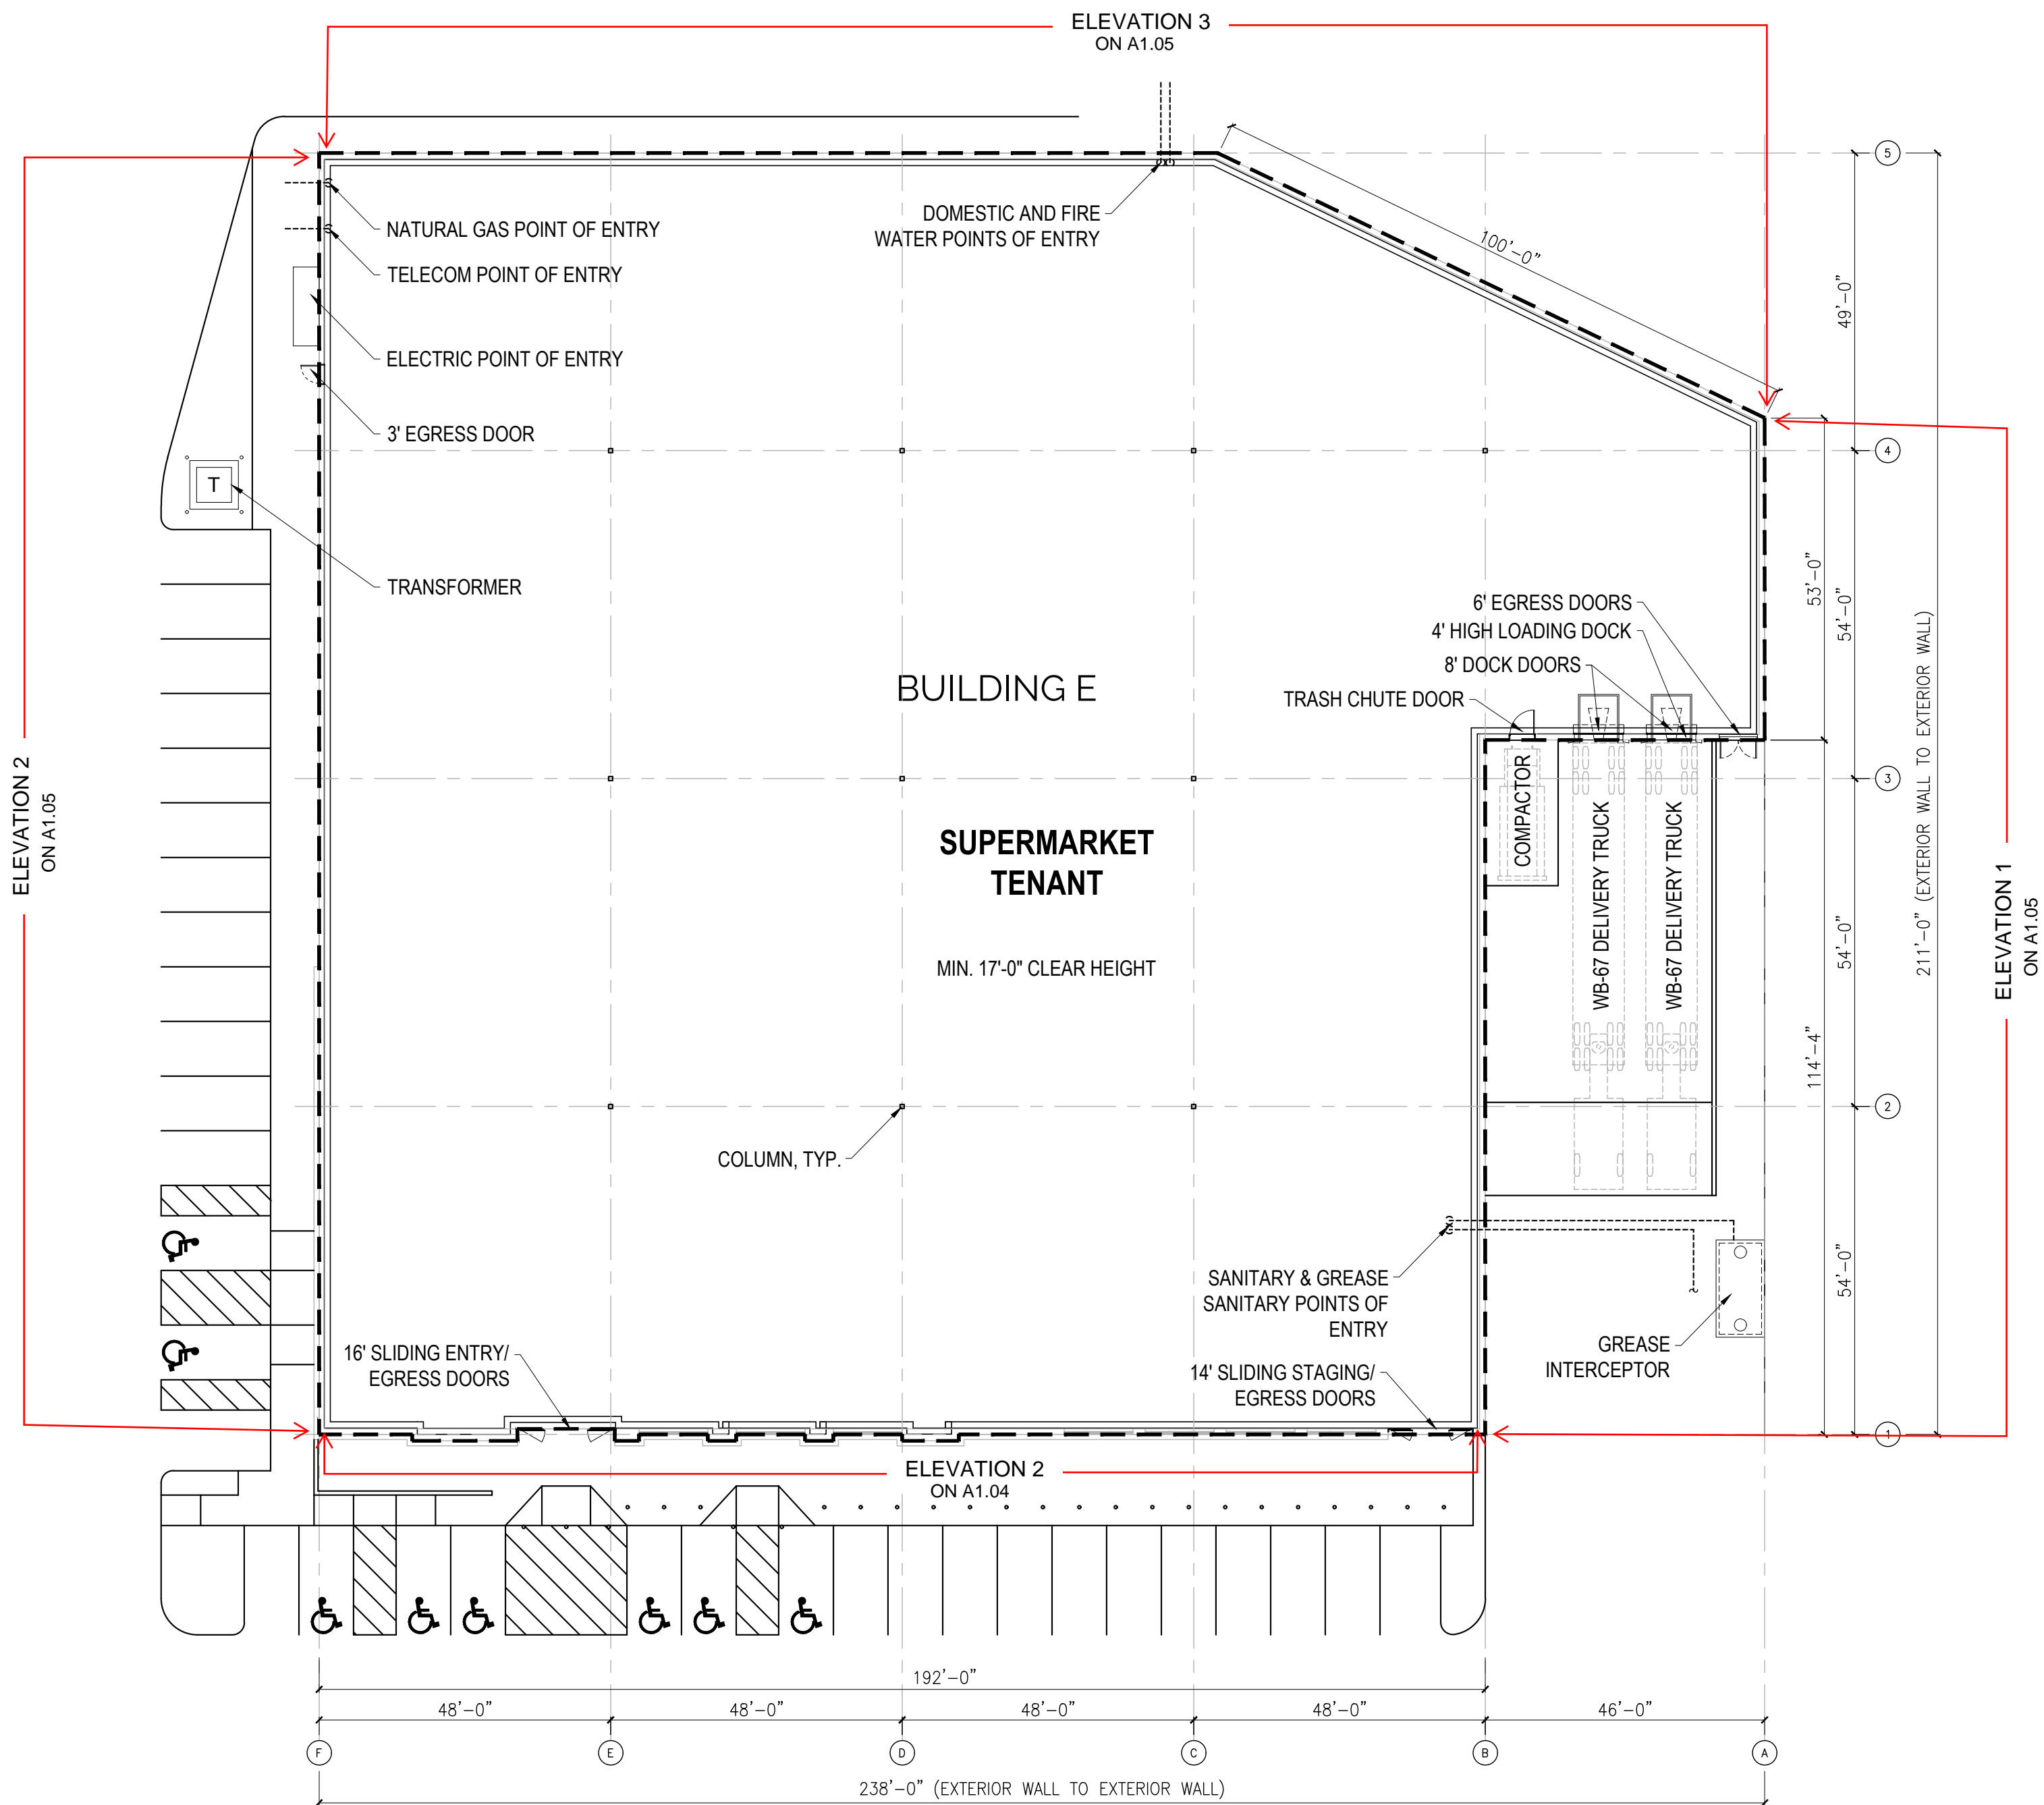 ELEVATION 3
ON A1.05
5
NATURAL GAS POINT OF ENTRY
DOMESTIC AND FIRE
WATER POINTS OF ENTRY
100'-0"
TELECOM POINT OF ENTRY
49'-0"
ELECTRIC POINT OF ENTRY
3' EGRESS DOOR
4
T
TRANSFORMER
53'-0"
54'-0"
6' EGRESS DOORS
4' HIGH LOADING DOCK
8' DOCK DOORS
TRASH CHUTE DOOR
BUILDING E
211'-0" (EXTERIOR WALL TO EXTERIOR WALL)
3
ELEVATION 2
ON A1.05
SUPERMARKET
TENANT
COMPACTOR
WB-67 DELIVERY TRUCK
WB-67 DELIVERY TRUCK
ELEVATION 1
ON A1.05
MIN. 17'-0" CLEAR HEIGHT
54'-0"
114'-4"
2
COLUMN, TYP.
SANITARY & GREASE
SANITARY POINTS OF
ENTRY
54'-0"
GREASE
INTERCEPTOR
16' SLIDING ENTRY/
EGRESS DOORS
14' SLIDING STAGING/
EGRESS DOORS
1
ELEVATION 2
ON A1.04
192'-0"
48'-0"
48'-0"
48'-0"
48'-0"
46'-0"
F
E
D
C
B
A
238'-0" (EXTERIOR WALL TO EXTERIOR WALL)